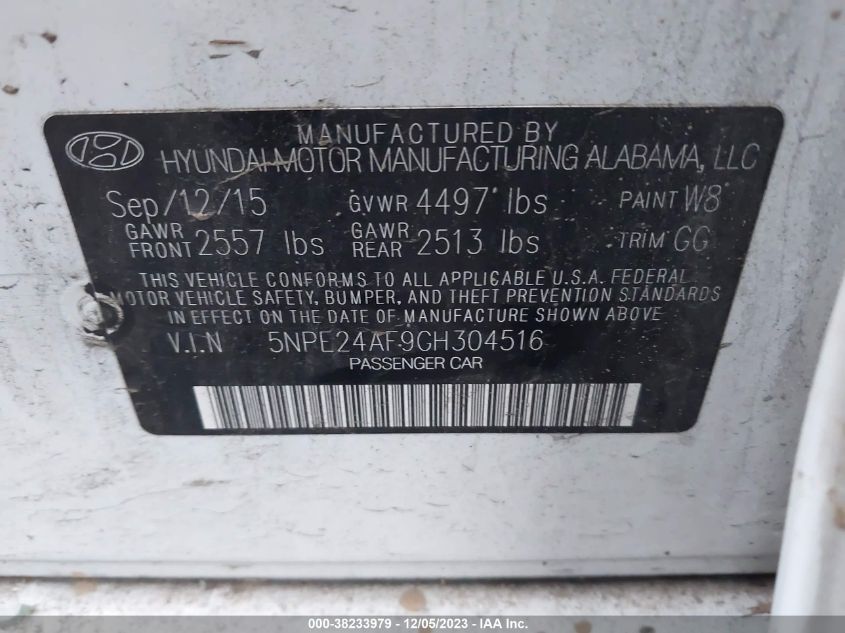 MANUFACTURED BY
HYUNDAI MOTOR MANUFACTURING ALABAMA, LLC
Sep/12/15 GVWR 4497 lbs PAINT W8
GAWR FRONT 2557 lbs GAWR REAR 2513 lbs TRIM GG
THIS VEHICLE CONFORMS TO ALL APPLICABLE U.S.A. FEDERAL
MOTOR VEHICLE SAFETY, BUMPER, AND THEFT PREVENTION STANDARDS
IN EFFECT ON THE DATE OF MANUFACTURE SHOWN ABOVE
V.I.N 5NPE24AF9GH304516
PASSENGER CAR
000-38233979 - 12/05/2023 - IAA Inc.